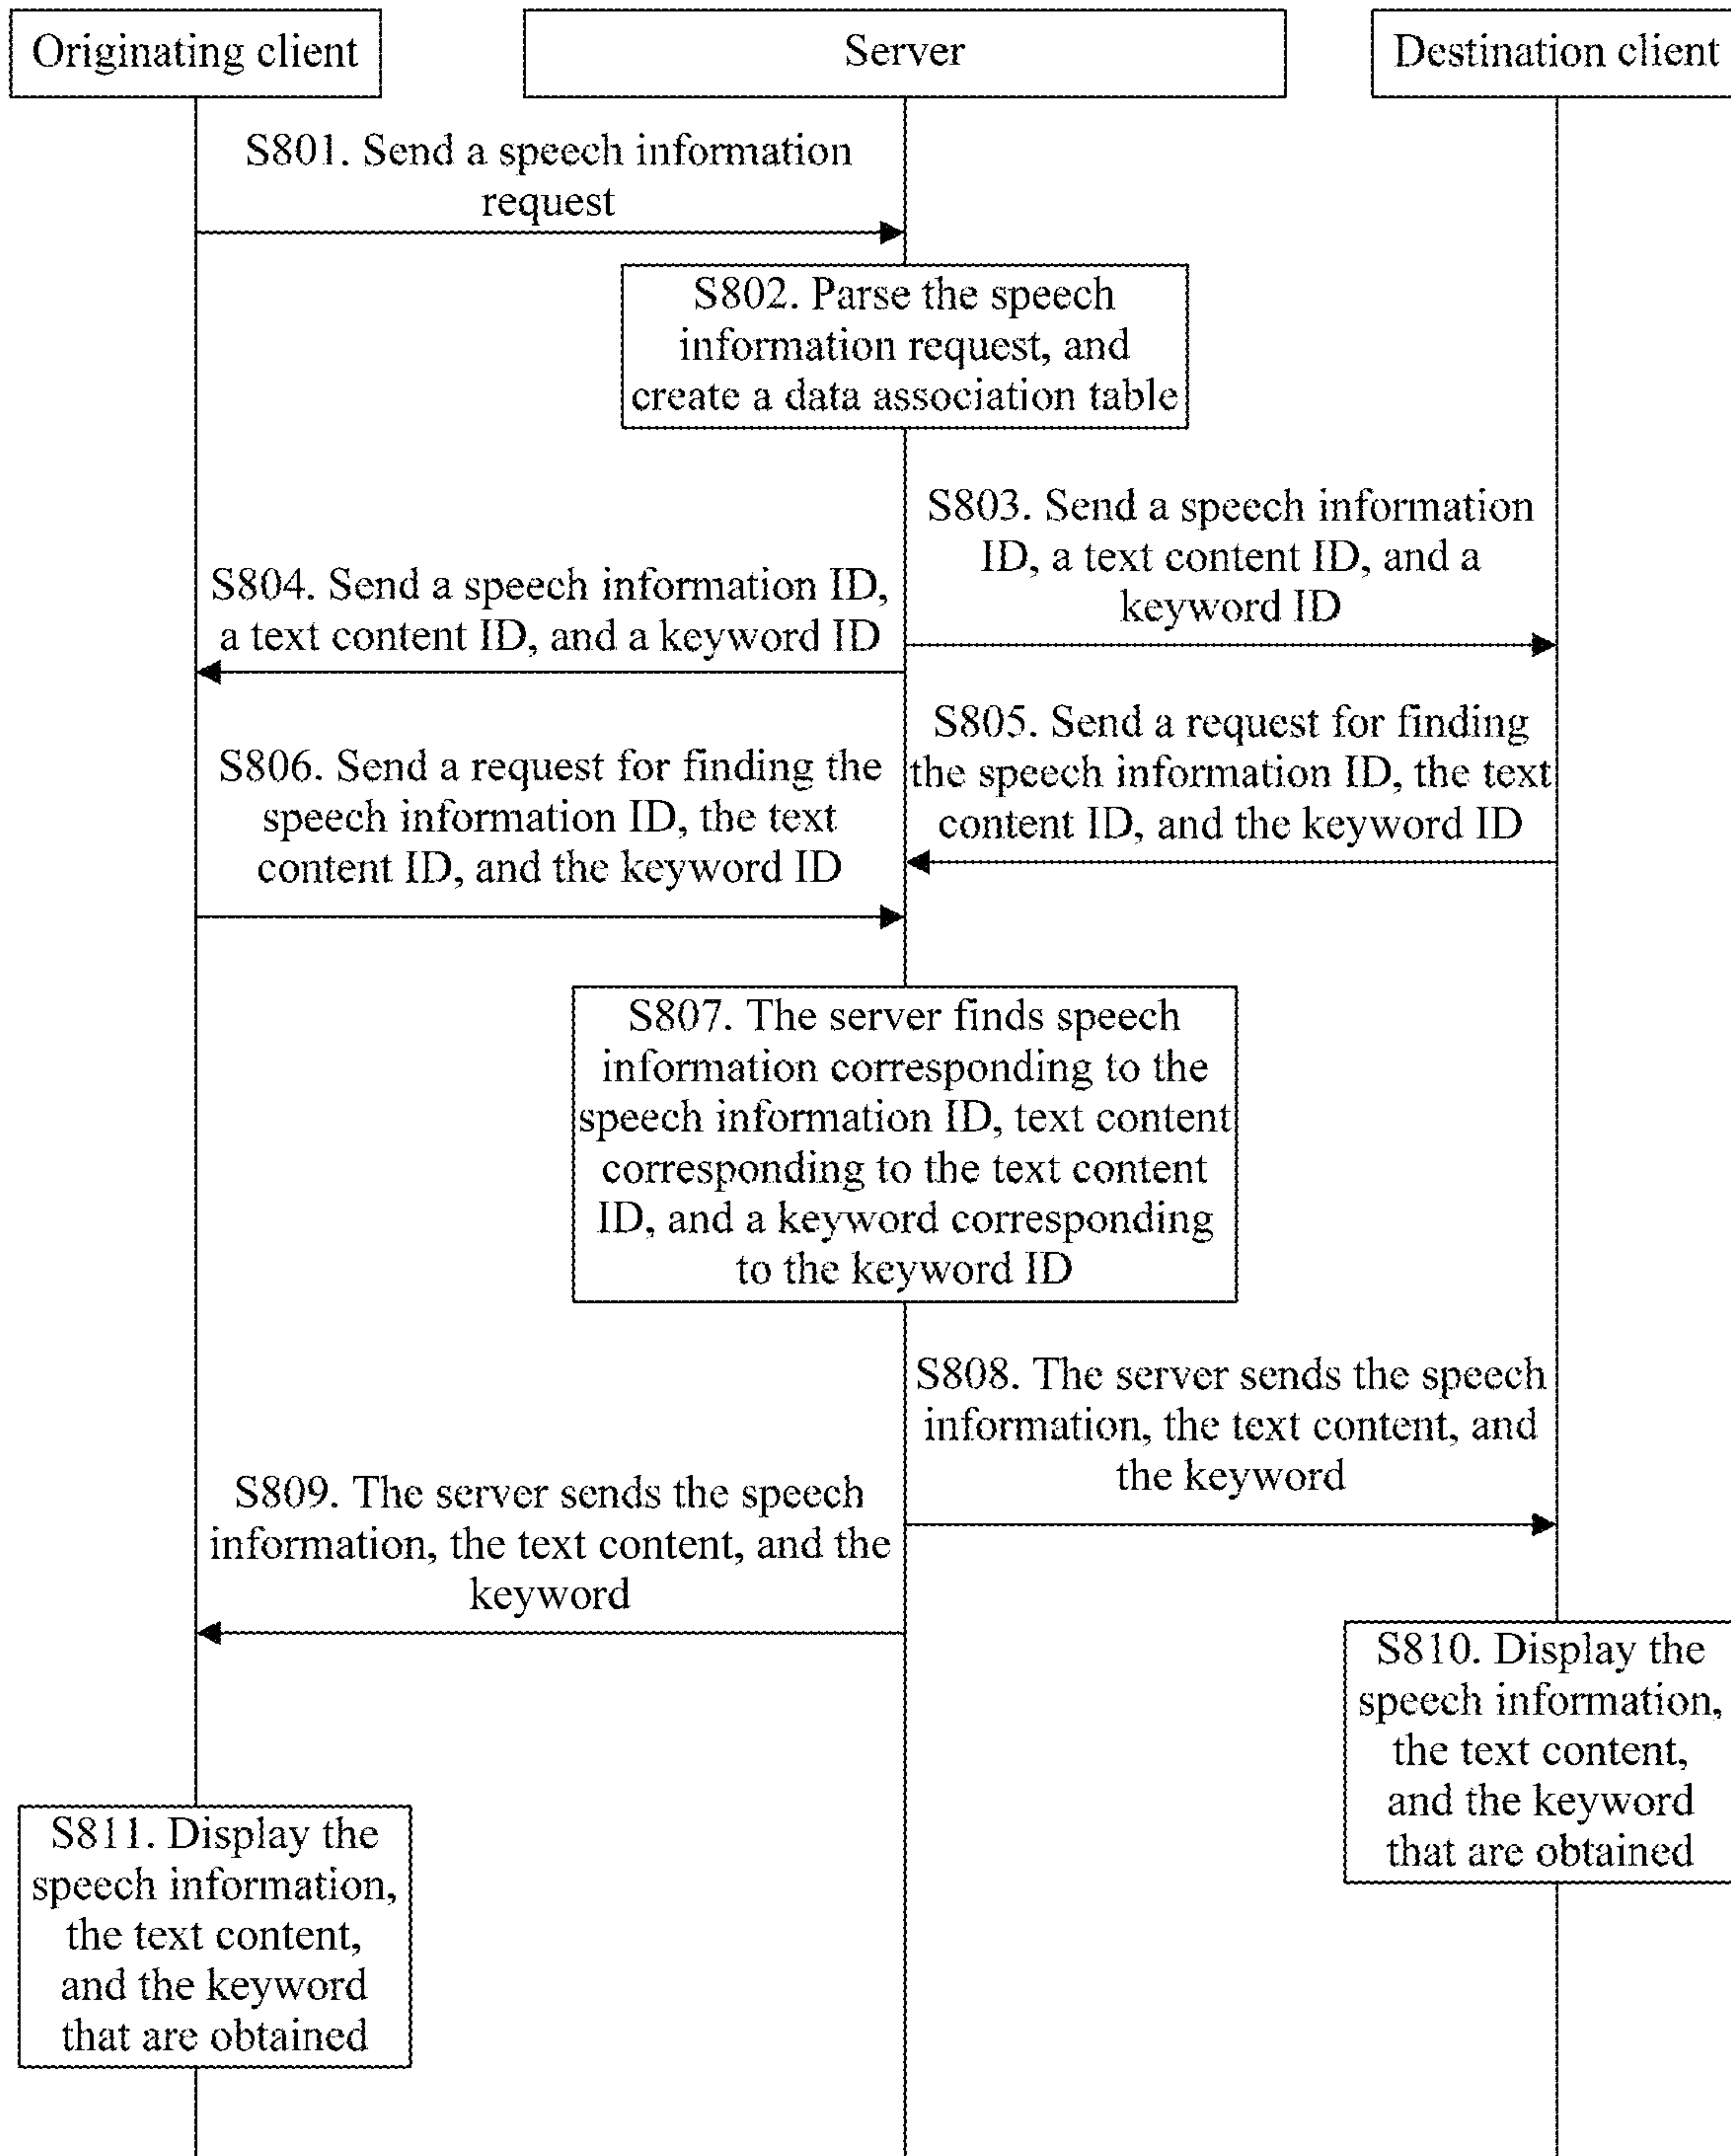 Originating client
Server
Destination client
S801. Send a speech information
request
S802. Parse the speech
information request, and
create a data association table
S803. Send a speech information
ID, a text content ID, and a
keyword ID
S804. Send a speech information ID,
a text content ID, and a keyword ID
S805. Send a request for finding
the speech information ID, the text
content ID, and the keyword ID
S806. Send a request for finding the
speech information ID, the text
content ID, and the keyword ID
S807. The server finds speech
information corresponding to the
speech information ID, text content
corresponding to the text content
ID, and a keyword corresponding
to the keyword ID
S808. The server sends the speech
information, the text content, and
the keyword
S809. The server sends the speech
information, the text content, and the
keyword
S810. Display the
speech information,
the text content,
and the keyword
that are obtained
S811. Display the
speech information,
the text content,
and the keyword
that are obtained